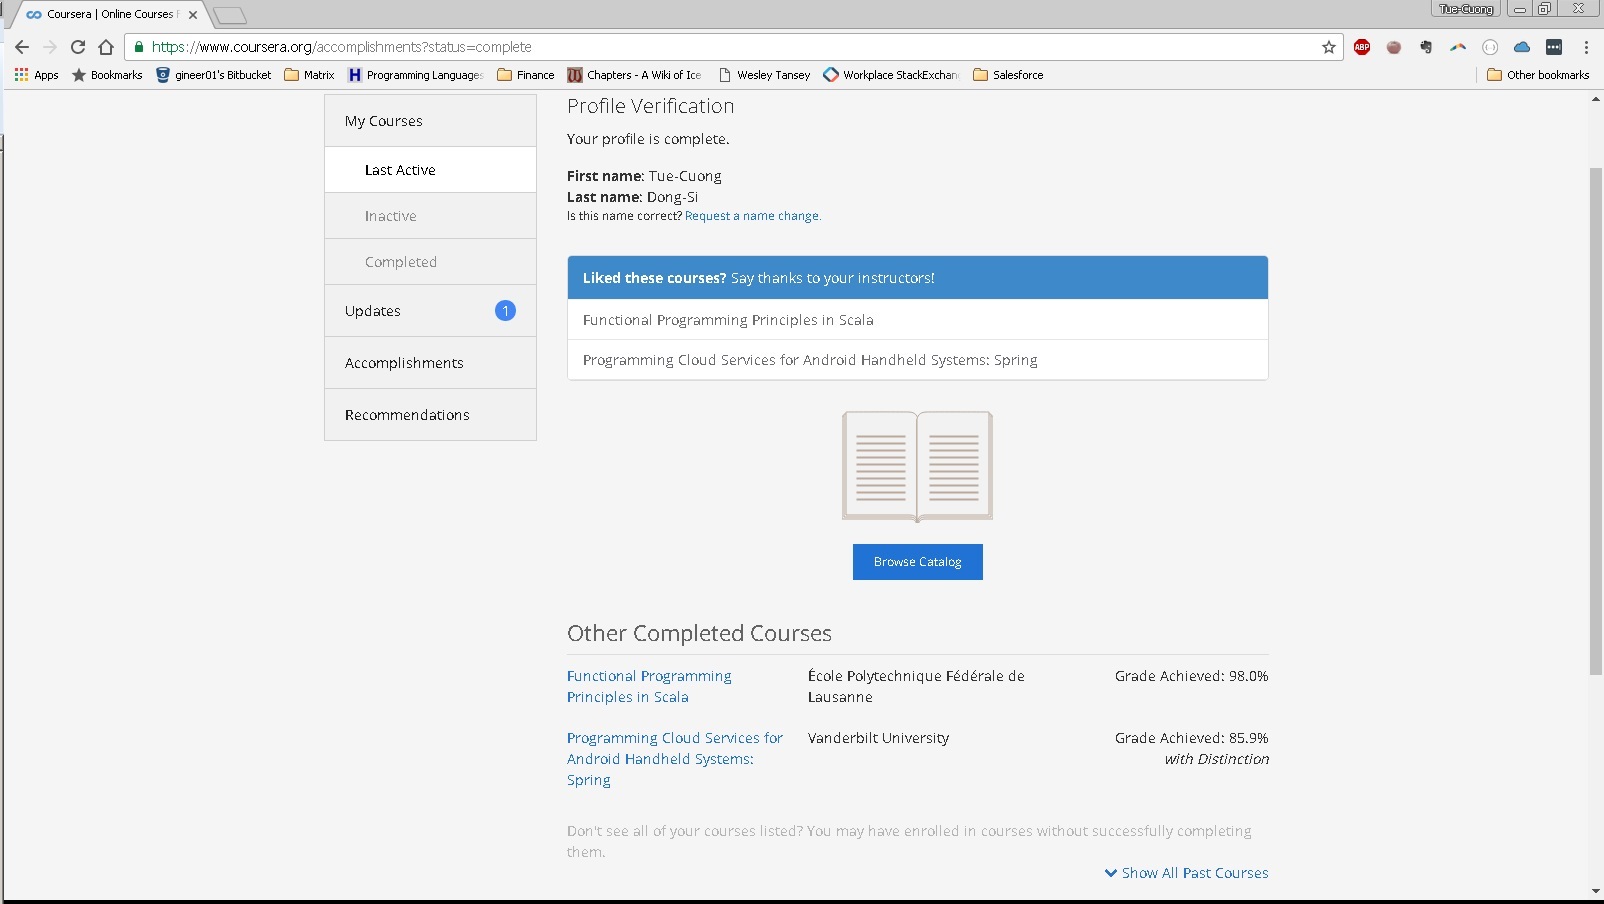 Coursera | Online Courses F
Tue-Cuong
https://www.coursera.org/accomplishments?status=complete
ABP
Apps
Bookmarks
gineer01's Bitbucket
Matrix
H Programming Languages
Finance
Chapters - A Wiki of Ice
Wesley Tansey
Workplace StackExchan
Salesforce
Other bookmarks
My Courses
Last Active
Inactive
Completed
Updates 1
Accomplishments
Recommendations
Profile Verification
Your profile is complete.
First name: Tue-Cuong
Last name: Dong-Si
Is this name correct? Request a name change.
Liked these courses? Say thanks to your instructors!
Functional Programming Principles in Scala
Programming Cloud Services for Android Handheld Systems: Spring
Browse Catalog
Other Completed Courses
Functional Programming
Principles in Scala
École Polytechnique Fédérale de
Lausanne
Grade Achieved: 98.0%
Programming Cloud Services for
Android Handheld Systems:
Spring
Vanderbilt University
Grade Achieved: 85.9%
with Distinction
Don't see all of your courses listed? You may have enrolled in courses without successfully completing
them.
Show All Past Courses